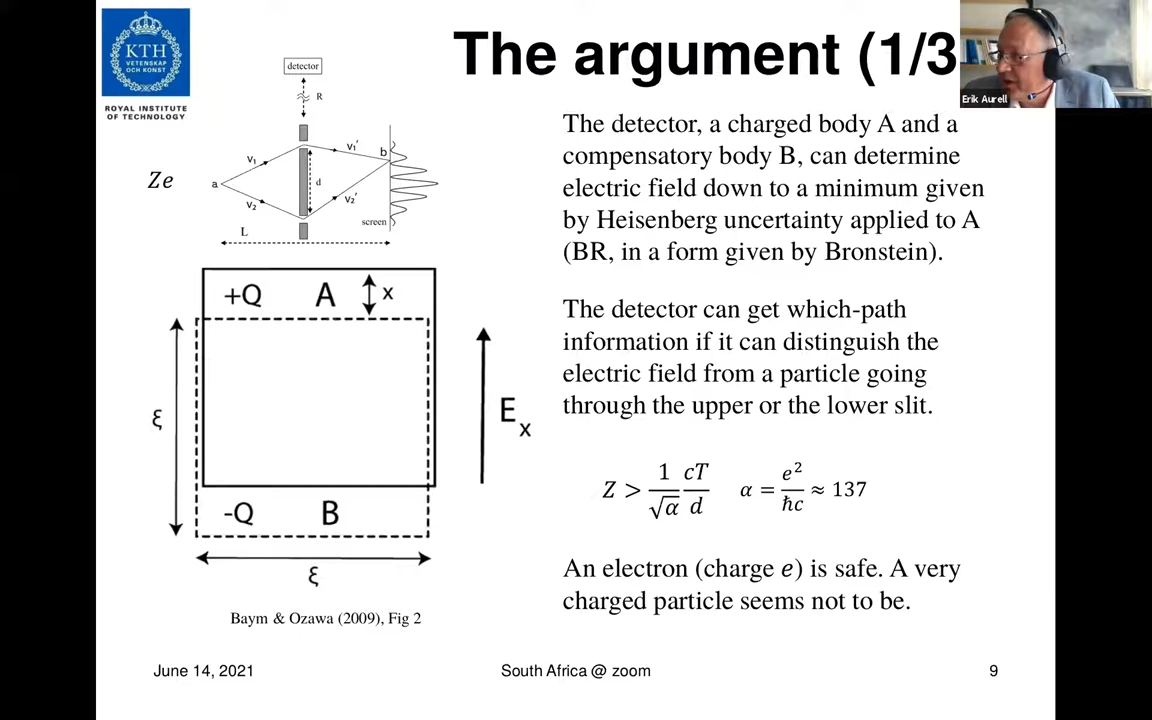 KTH
VETENSKAP
OCH KONST
ROYAL INSTITUTE
OF TECHNOLOGY
The argument (1/3
Erik Aurell
detector
R
Ze
a
v₁
v₂
v₁'
v₂'
d
b
screen
L
+Q A x
ξ
E
x
-Q B
ξ
Baym & Ozawa (2009), Fig 2
The detector, a charged body A and a
compensatory body B, can determine
electric field down to a minimum given
by Heisenberg uncertainty applied to A
(BR, in a form given by Bronstein).
The detector can get which-path
information if it can distinguish the
electric field from a particle going
through the upper or the lower slit.
Z > 1/√α cT/d α = e²/ħc ≈ 137
An electron (charge e) is safe. A very
charged particle seems not to be.
June 14, 2021
South Africa @ zoom
9